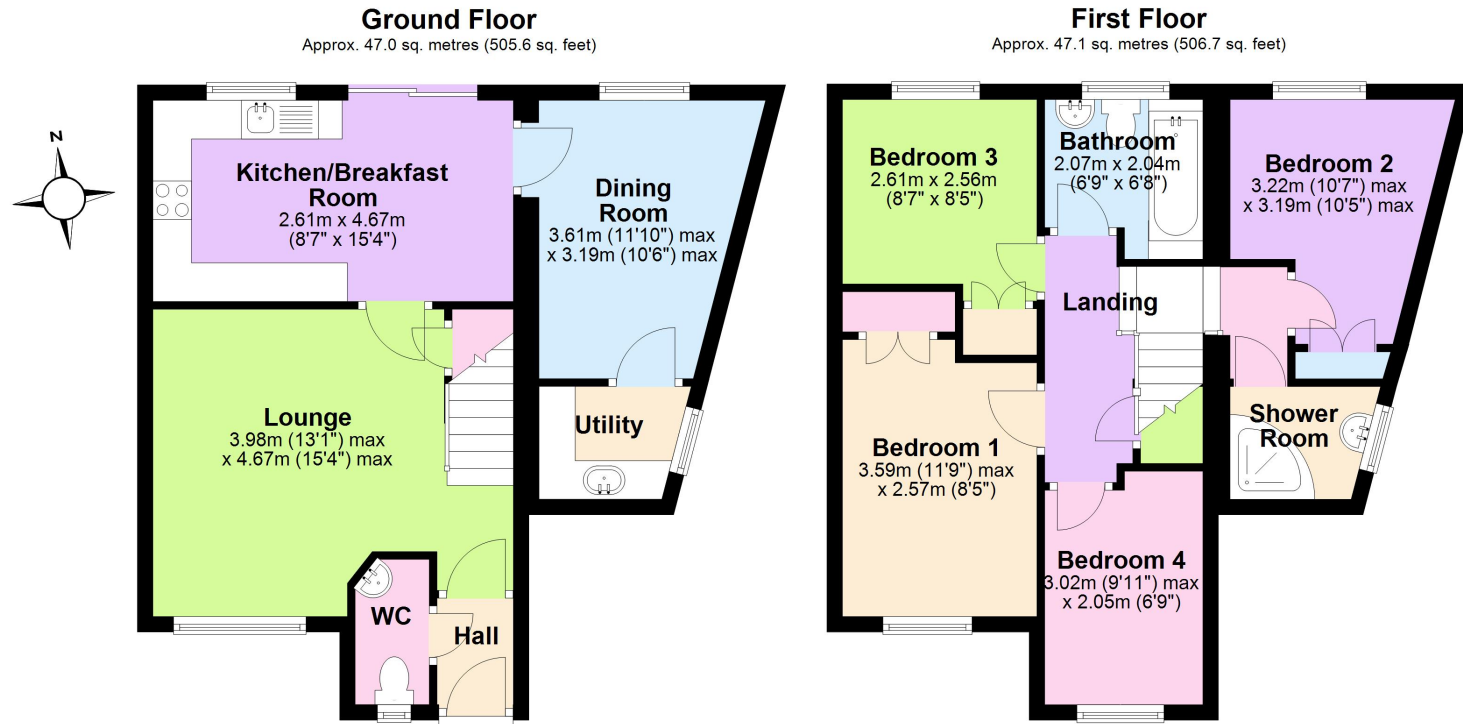 Ground Floor
Approx. 47.0 sq. metres (505.6 sq. feet)
N
Kitchen/Breakfast
Room
2.61m x 4.67m
(8'7" x 15'4")
Dining
Room
3.61m (11'10") max
x 3.19m (10'6") max
Lounge
3.98m (13'1") max
x 4.67m (15'4") max
Utility
WC
Hall
First Floor
Approx. 47.1 sq. metres (506.7 sq. feet)
Bedroom 3
2.61m x 2.56m
(8'7" x 8'5")
Bathroom
2.07m x 2.04m
(6'9" x 6'8")
Bedroom 2
3.22m (10'7") max
x 3.19m (10'5") max
Landing
Bedroom 1
3.59m (11'9") max
x 2.57m (8'5")
Shower
Room
Bedroom 4
3.02m (9'11") max
x 2.05m (6'9")